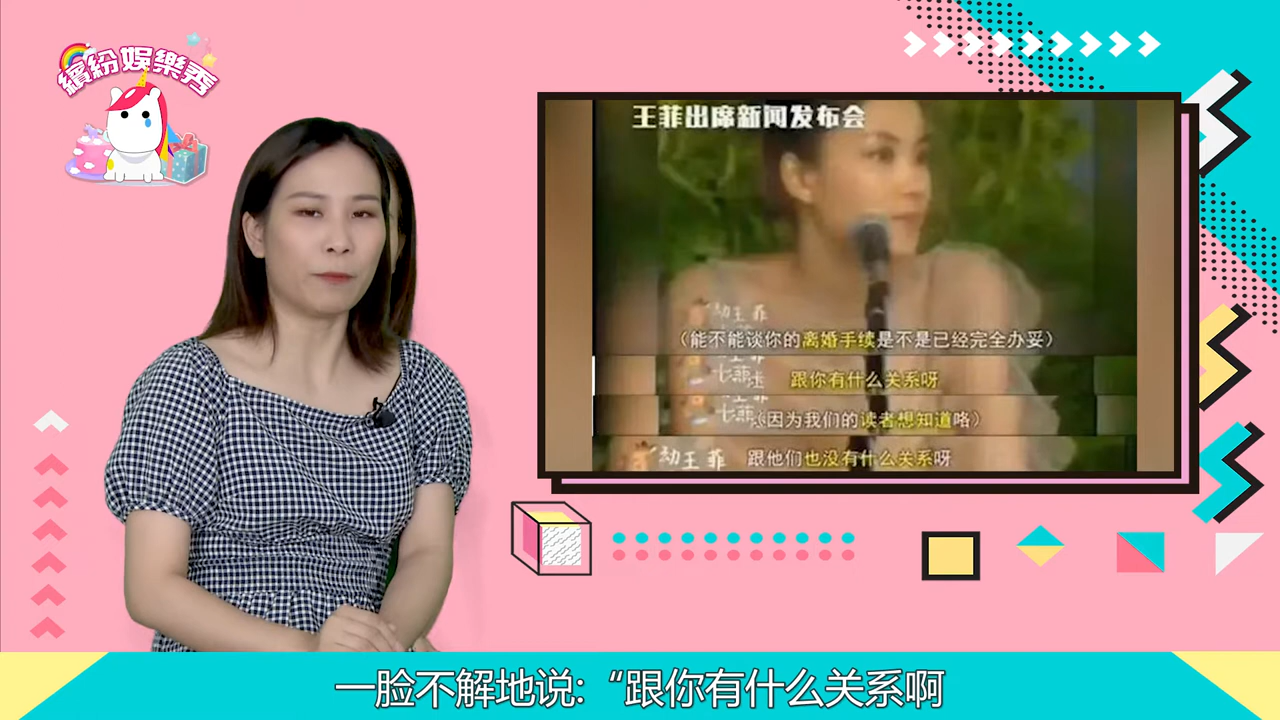 繽紛娛樂秀
王菲出席新闻发布会
（能不能谈你的离婚手续是不是已经完全办妥）
跟你有什么关系呀
因为我们的读者想知道咯）
跟他们也没有什么关系呀
一脸不解地说:“跟你有什么关系啊